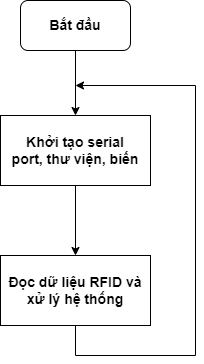 Bắt đầu
Khởi tạo serial
port, thư viện, biến
Đọc dữ liệu RFID và
xử lý hệ thống